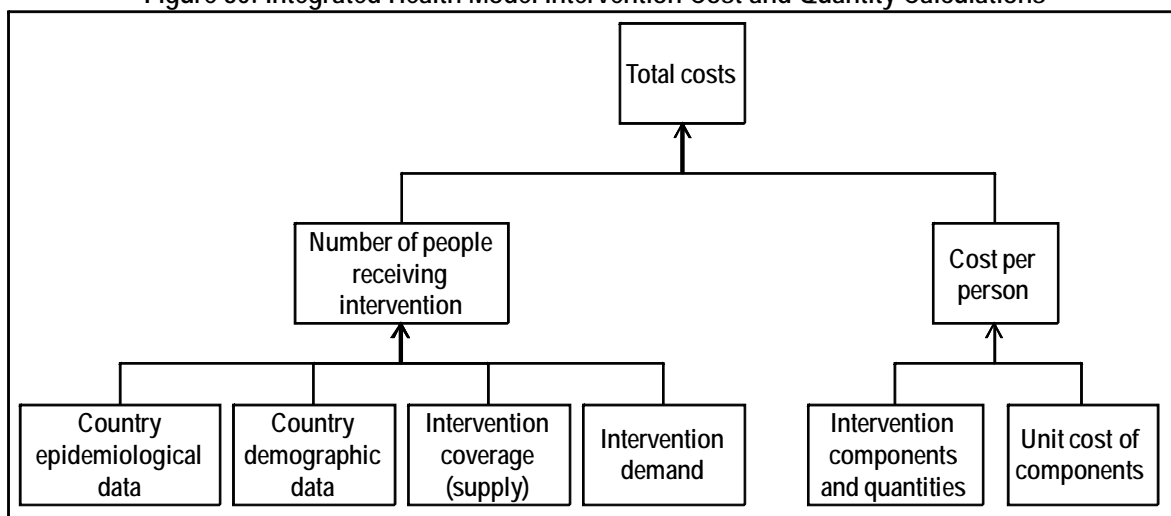 Figure Integrated Health Model Intervention Cost and Quantity Calculations
Total costs
Number of people
receiving
intervention
Cost per
person
Country
epidemiological
data
Country
demographic
data
Intervention
coverage
(supply)
Intervention
demand
Intervention
components
and quantities
Unit cost of
components